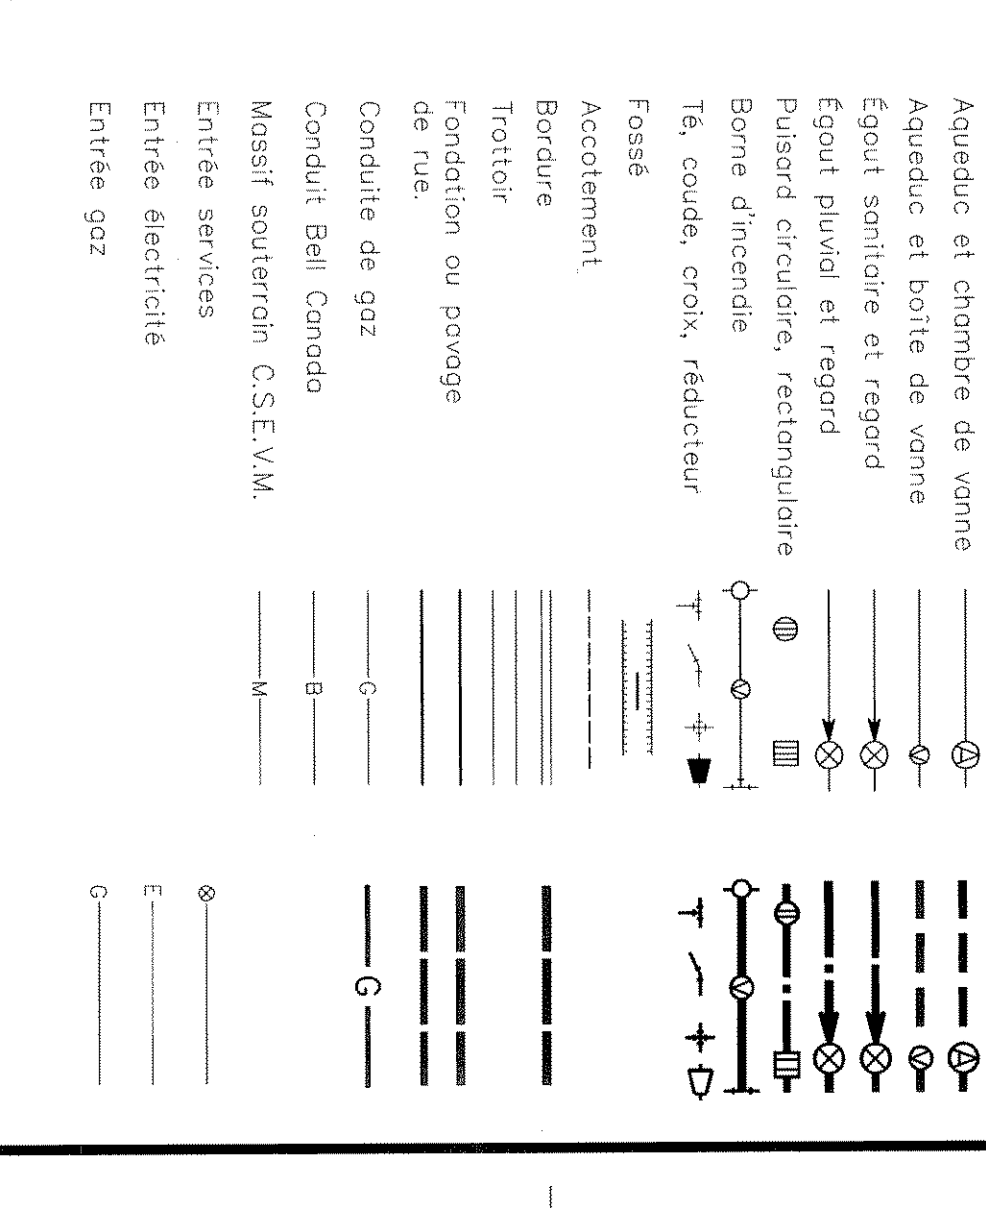 Aqueduc et chambre de vanne
Aqueduc et boîte de vanne
Égout sanitaire et regard
Égout pluvial et regard
Puisard circulaire, rectangulaire
Borne d'incendie
Té, coude, croix, réducteur
Fossé
Accotement
Bordure
Trottoir
Fondation ou pavage
de rue.
Conduite de gaz
Conduit Bell Canada
Massif souterrain C.S.E.V.M.
Entrée services
Entrée électricité
Entrée gaz
A
A
V
V
V
V
G
G
B
M
E
G